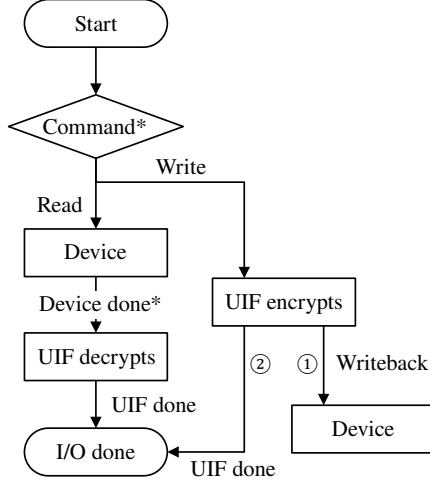 Start
Command*
Write
Read
Device
Device done*
UIF encrypts
UIF decrypts
② ① Writeback
UIF done
Device
I/O done
UIF done